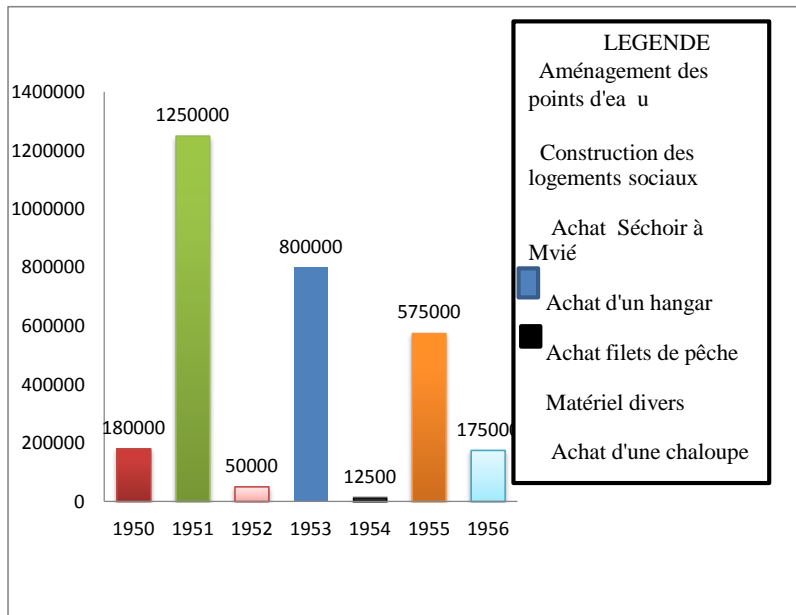 1400000
1200000
1000000
800000
600000
400000
200000
0
180000
1250000
50000
800000
12500
575000
175000
1950 1951 1952 1953 1954 1955 1956
LEGENDE
Aménagement des
points d'ea u
Construction des
logements sociaux
Achat Séchoir à
Mvié
Achat d'un hangar
Achat filets de pêche
Matériel divers
Achat d'une chaloupe